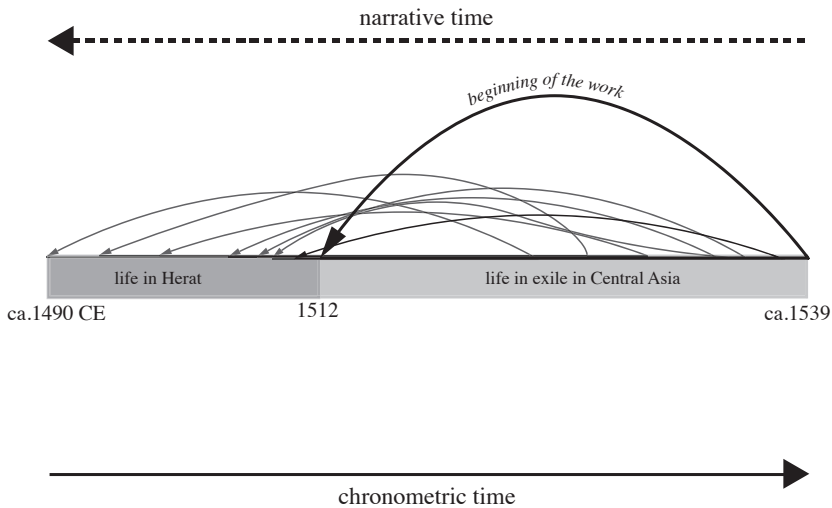 narrative time
beginning of the work
life in Herat
life in exile in Central Asia
ca.1490 CE
1512
ca.1539
chronometric time